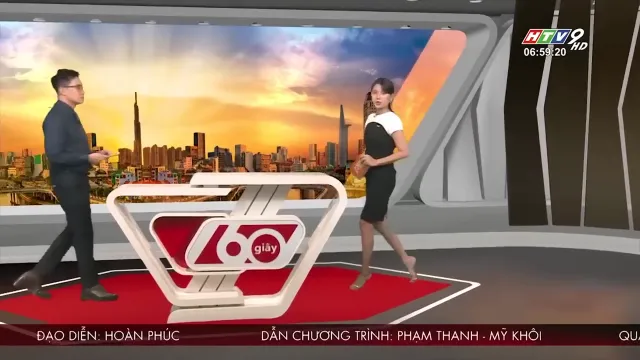 HTV9 HD
06:59:20
60 giây
ĐẠO DIỄN: HOÀN PHÚC DẪN CHƯƠNG TRÌNH: PHẠM THANH - MỸ KHÔI